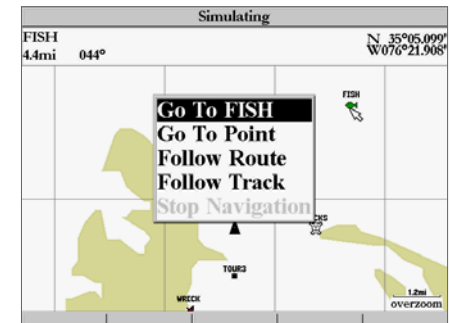 Simulating
FISH
N 35°05.099'
4.4mi 044°
W076°21.908'
FISH
Go To FISH
Go To Point
Follow Route
Follow Track
Stop Navigation
TOUR3
WRECK
1.2mi
overzoom